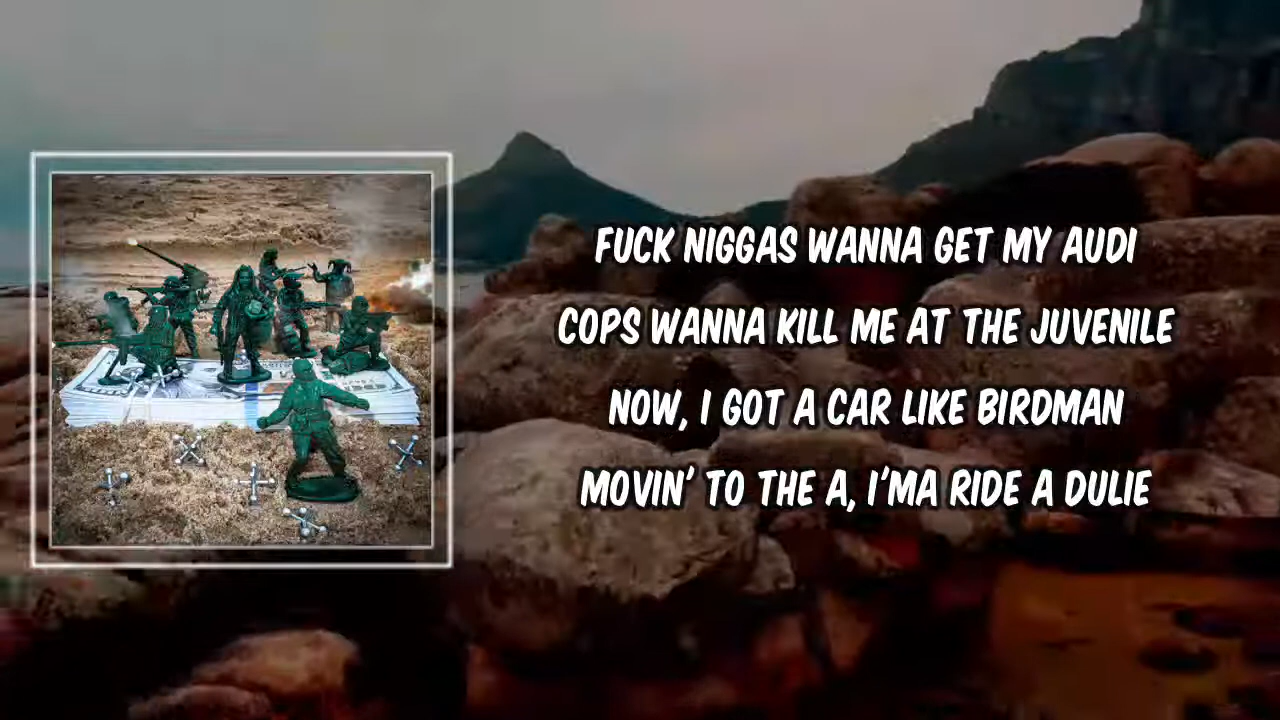 FUCK NIGGAS WANNA GET MY AUDI
COPS WANNA KILL ME AT THE JUVENILE
NOW, I GOT A CAR LIKE BIRDMAN
MOVIN' TO THE A, I'MA RIDE A DULIE